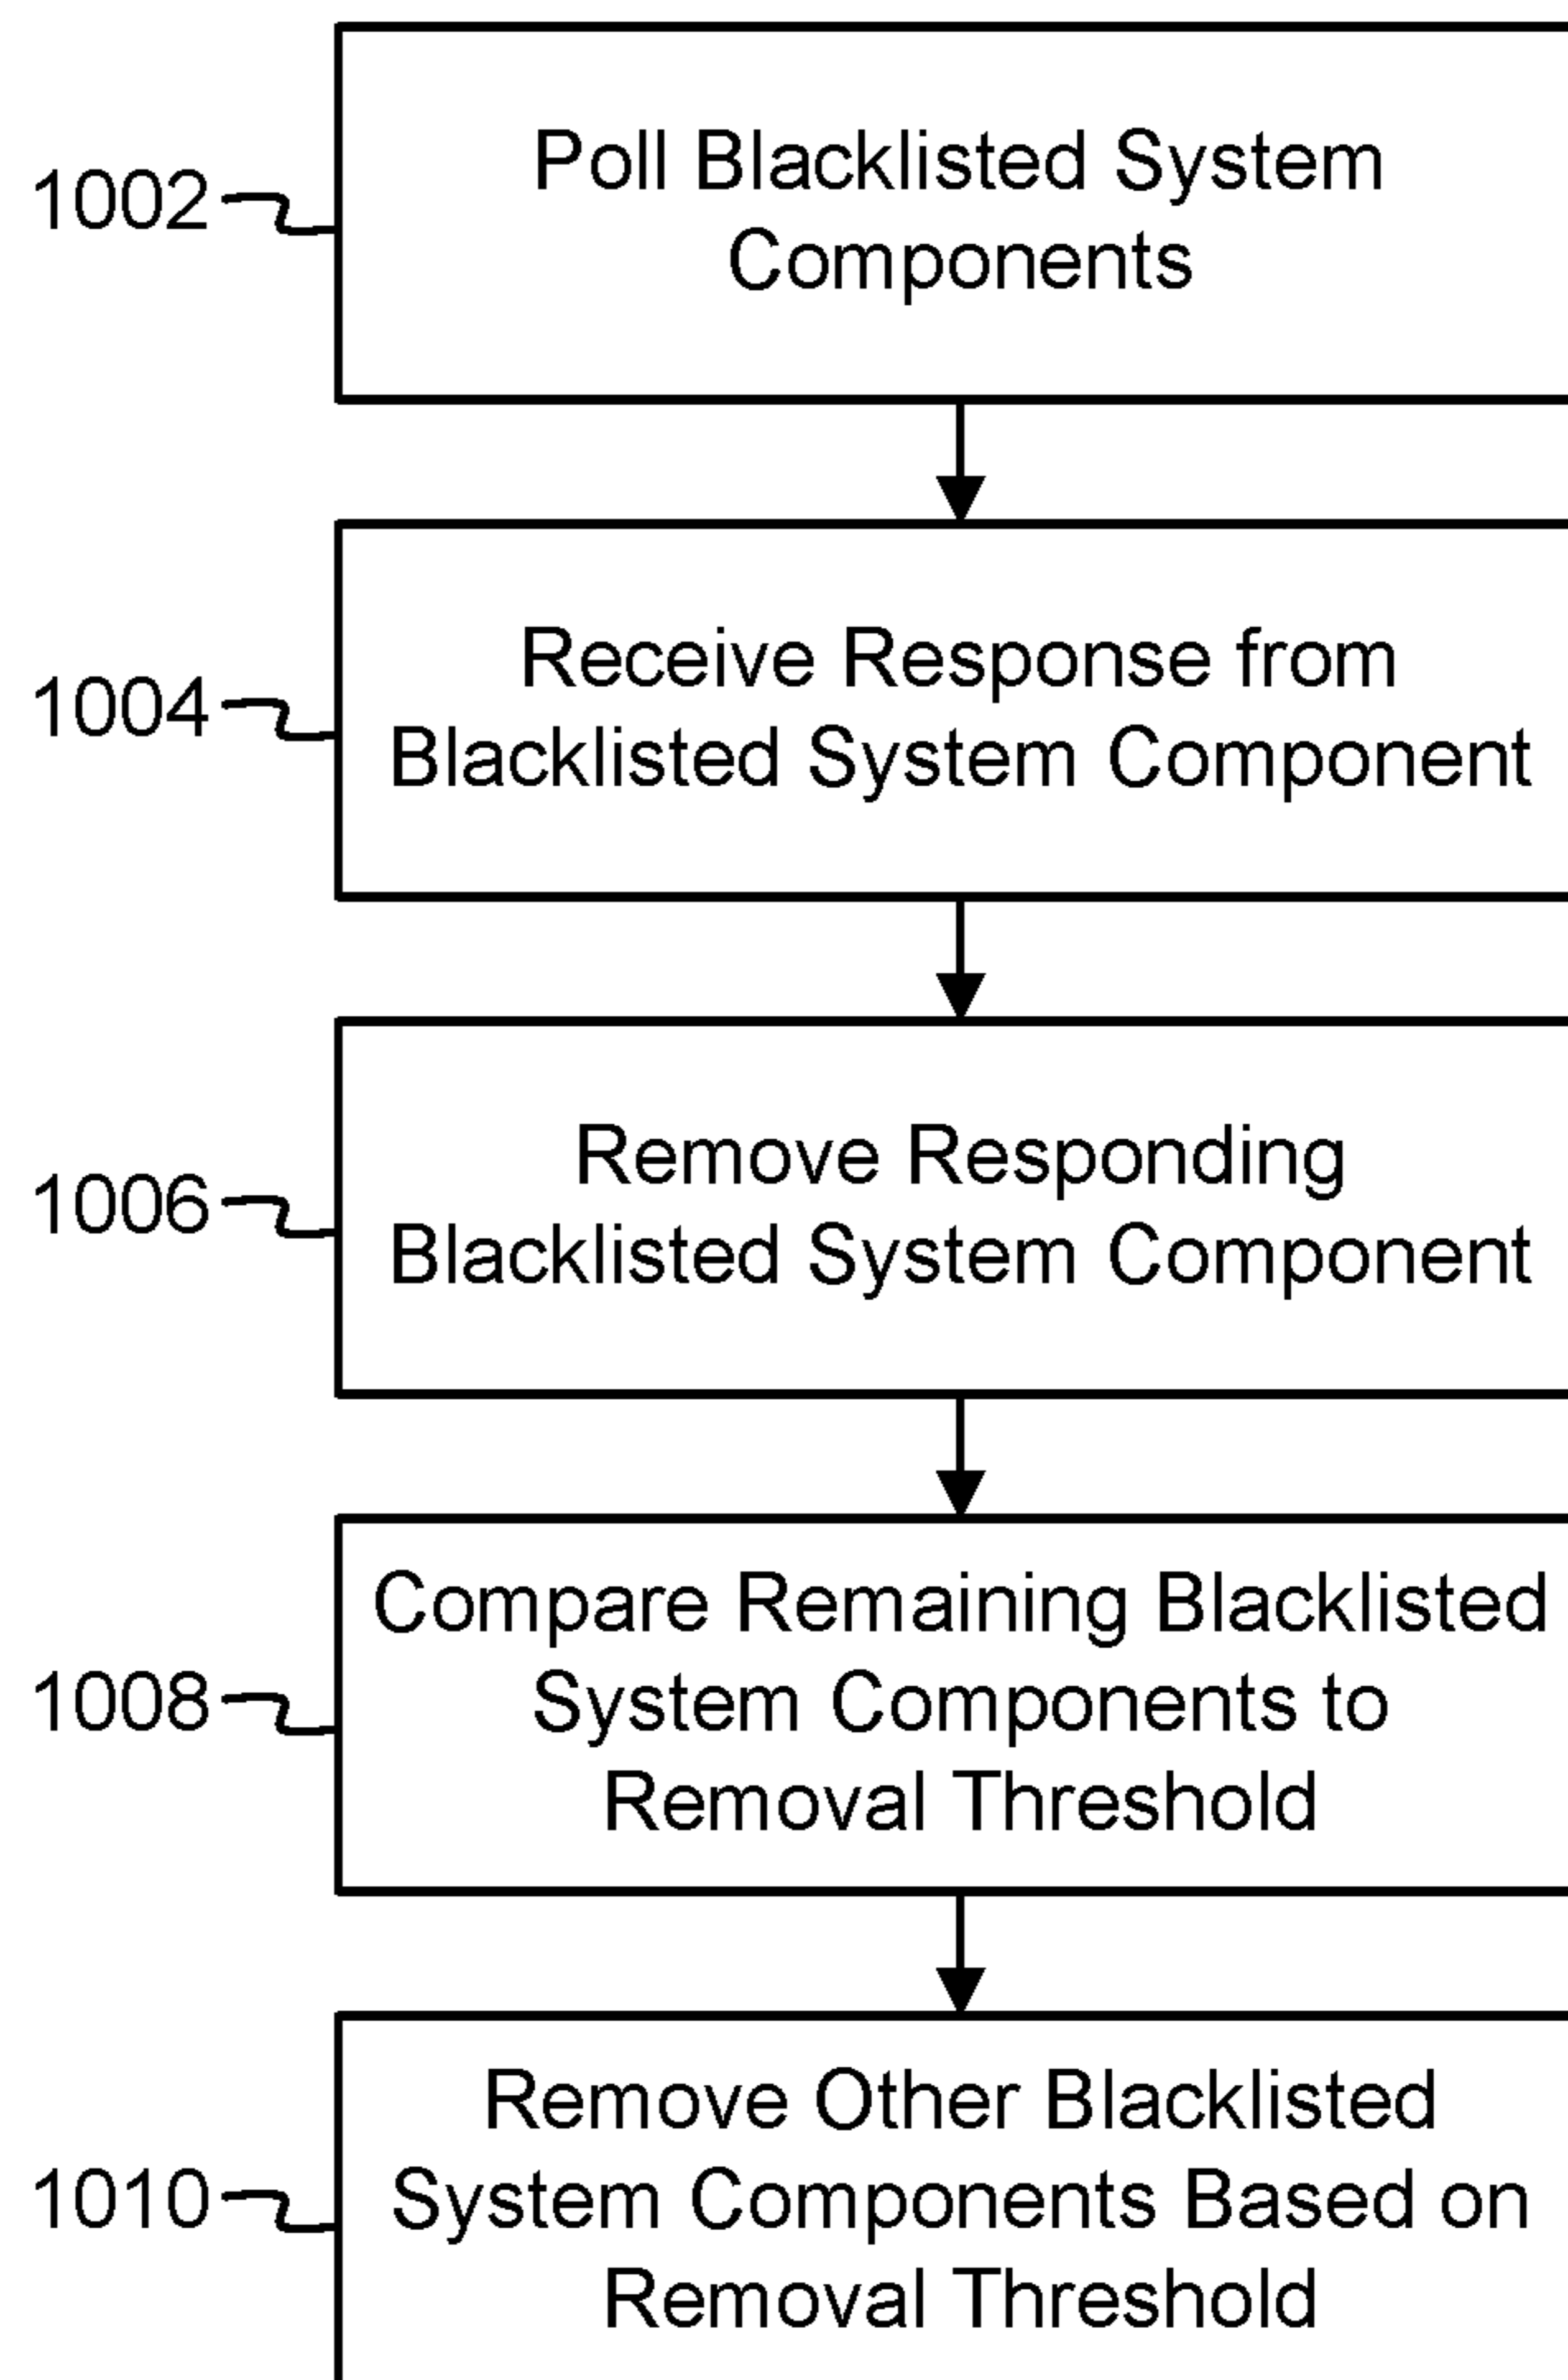 1002
Poll Blacklisted System
Components
1004
Receive Response from
Blacklisted System Component
1006
Remove Responding
Blacklisted System Component
1008
Compare Remaining Blacklisted
System Components to
Removal Threshold
1010
Remove Other Blacklisted
System Components Based on
Removal Threshold